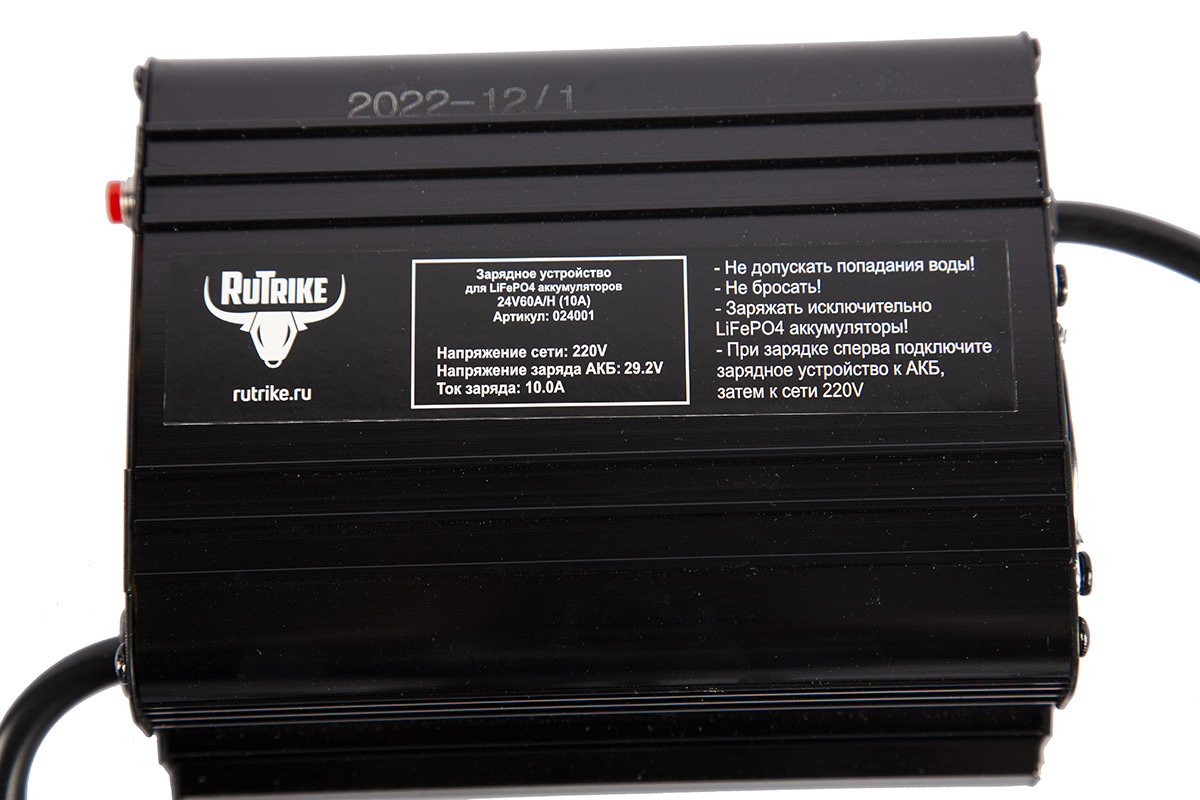 2022-12/1
RUTRIKE
rutrike.ru
Зарядное устройство
для LiFePO4 аккумуляторов
24V60A/H (10A)
Артикул: 024001
Напряжение сети: 220V
Напряжение заряда АКБ: 29.2V
Ток заряда: 10.0A
- Не допускать попадания воды!
- Не бросать!
- Заряжать исключительно
LiFePO4 аккумуляторы!
- При зарядке сперва подключите
зарядное устройство к АКБ,
затем к сети 220V